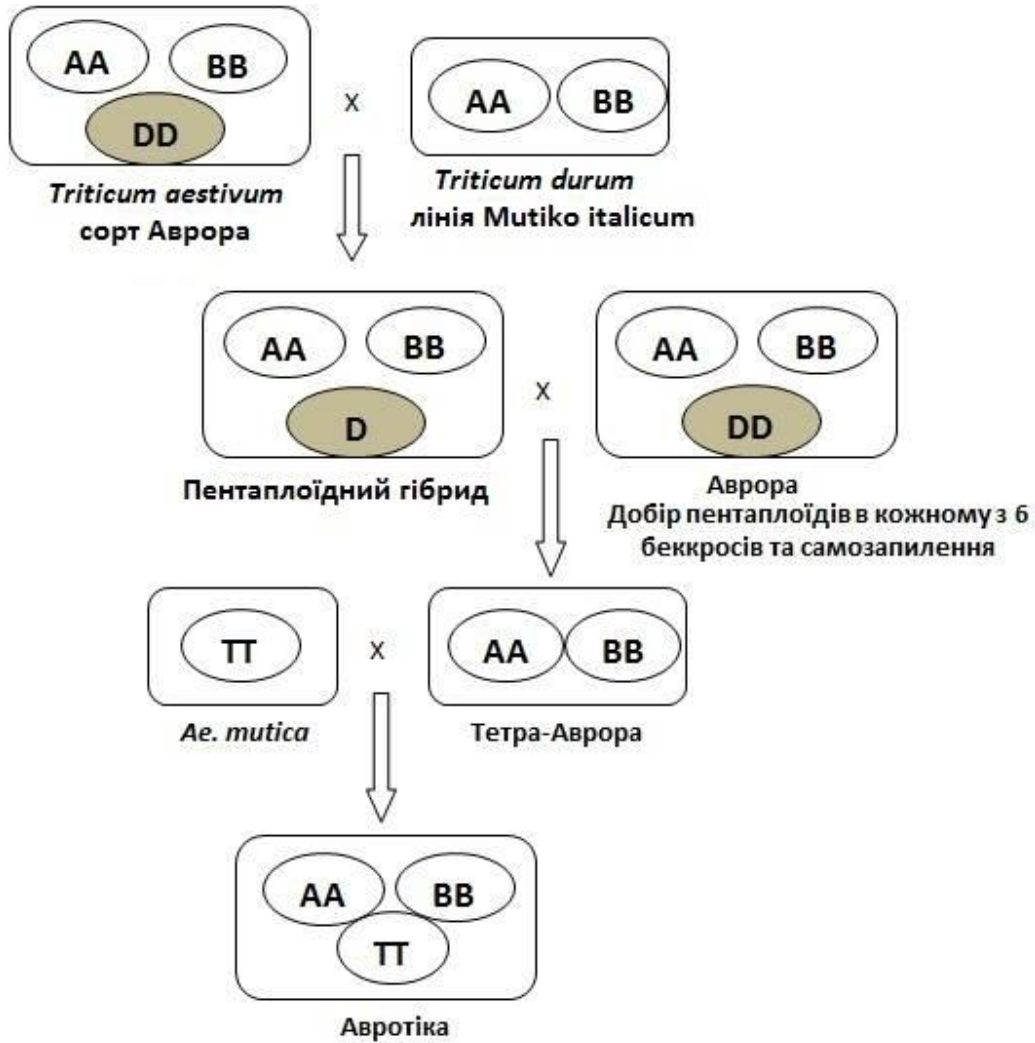 AA
BB
DD
x
AA
BB
Triticum aestivum
сорт Аврора
Triticum durum
лінія Mutiko italicum
AA
BB
D
x
AA
BB
DD
Пентаплоїдний гібрид
Аврора
Добір пентаплоїдів в кожному з 6
беккросів та самозапилення
TT
x
AA
BB
Ae. mutica
Тетра-Аврора
AA
BB
TT
Авротіка